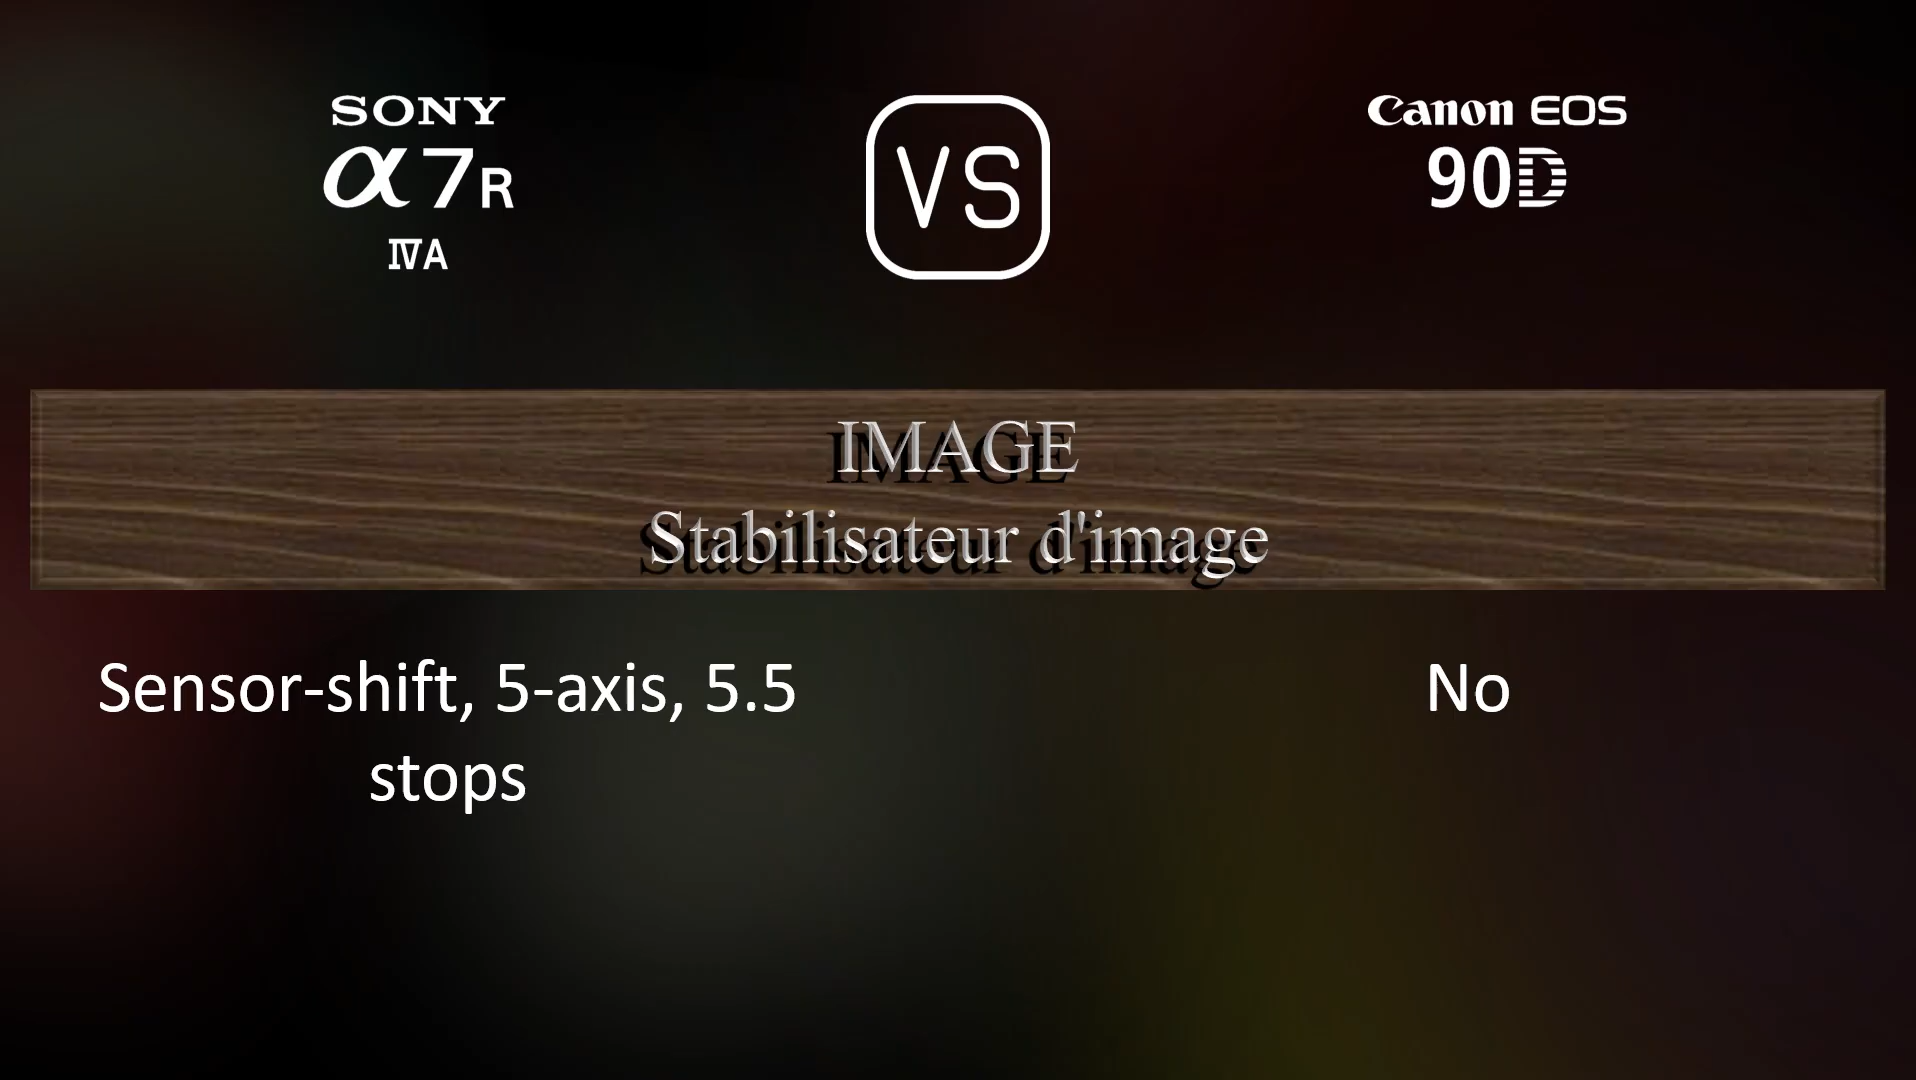 SONY
α7R
IVA
VS
Canon EOS
90D
IMAGE
Stabilisateur d'image
Sensor-shift, 5-axis, 5.5
stops
No